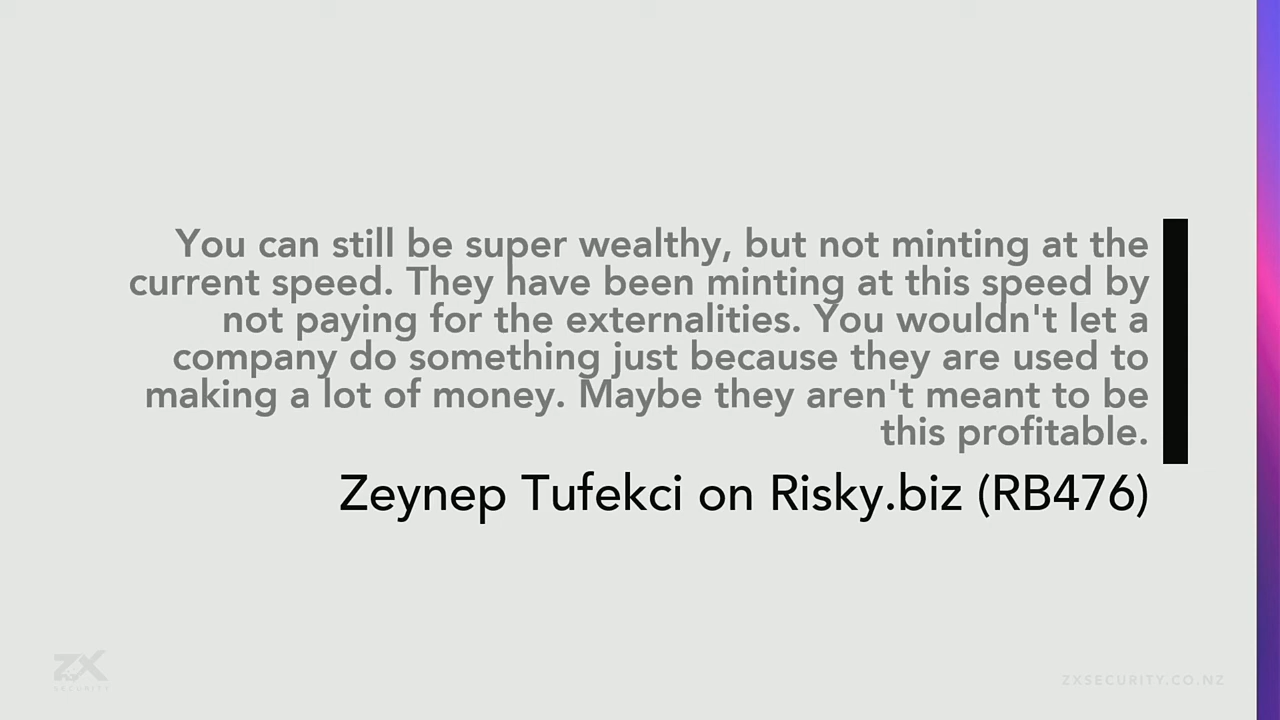 You can still be super wealthy, but not minting at the
current speed. They have been minting at this speed by
not paying for the externalities. You wouldn't let a
company do something just because they are used to
making a lot of money. Maybe they aren't meant to be
this profitable.
Zeynep Tufekci on Risky.biz (RB476)
ZX
SECURITY
ZXSECURITY.CO.NZ